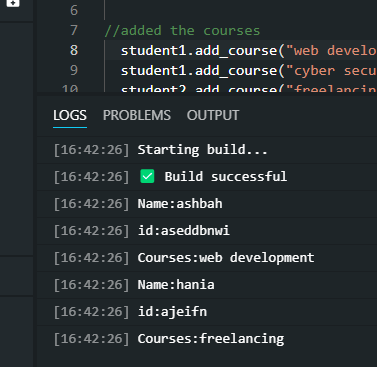 6
7 //added the courses
8 student1.add_course("web develo
9 student1.add_course("cyber secu
10 student2.add_course("freelancing
LOGS PROBLEMS OUTPUT
[16:42:26] Starting build...
[16:42:26] ✅ Build successful
[16:42:26] Name:ashbah
[16:42:26] id:aseddbnwi
[16:42:26] Courses:web development
[16:42:26] Name:hania
[16:42:26] id:ajeifn
[16:42:26] Courses:freelancing